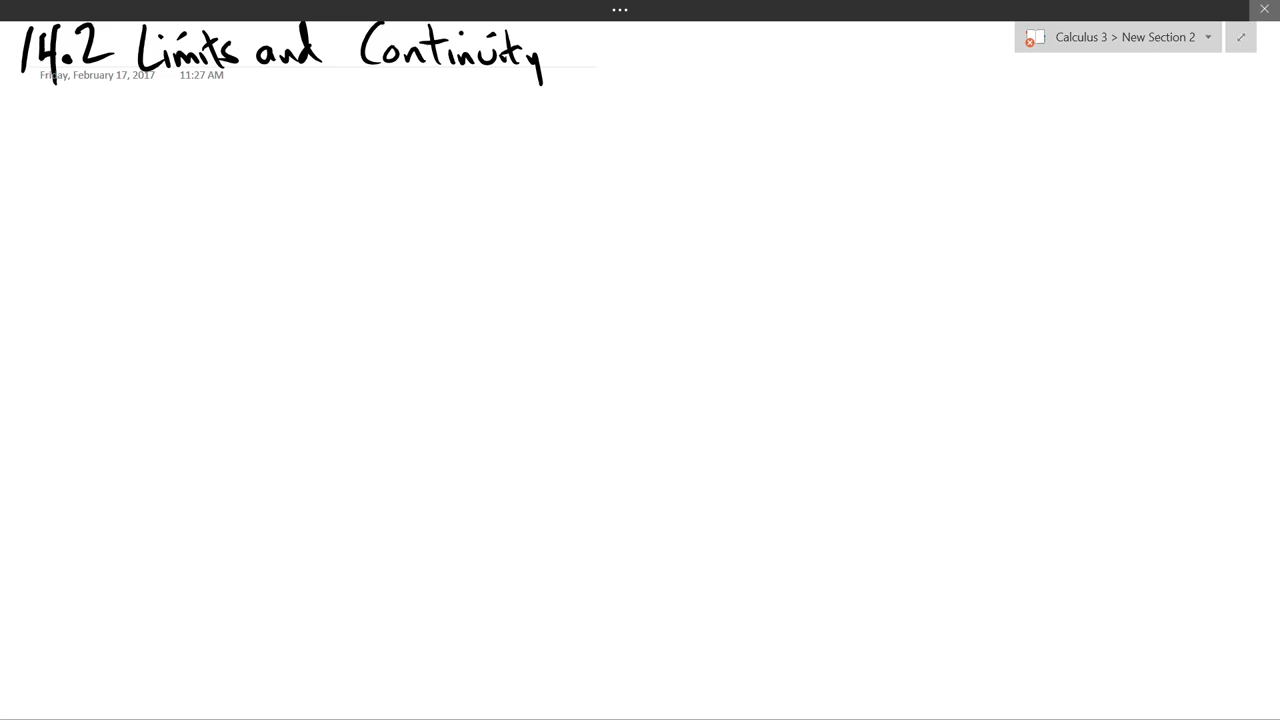 14.2 Limits and Continuity
Calculus 3 > New Section 2
Friday, February 17, 2017 11:27 AM